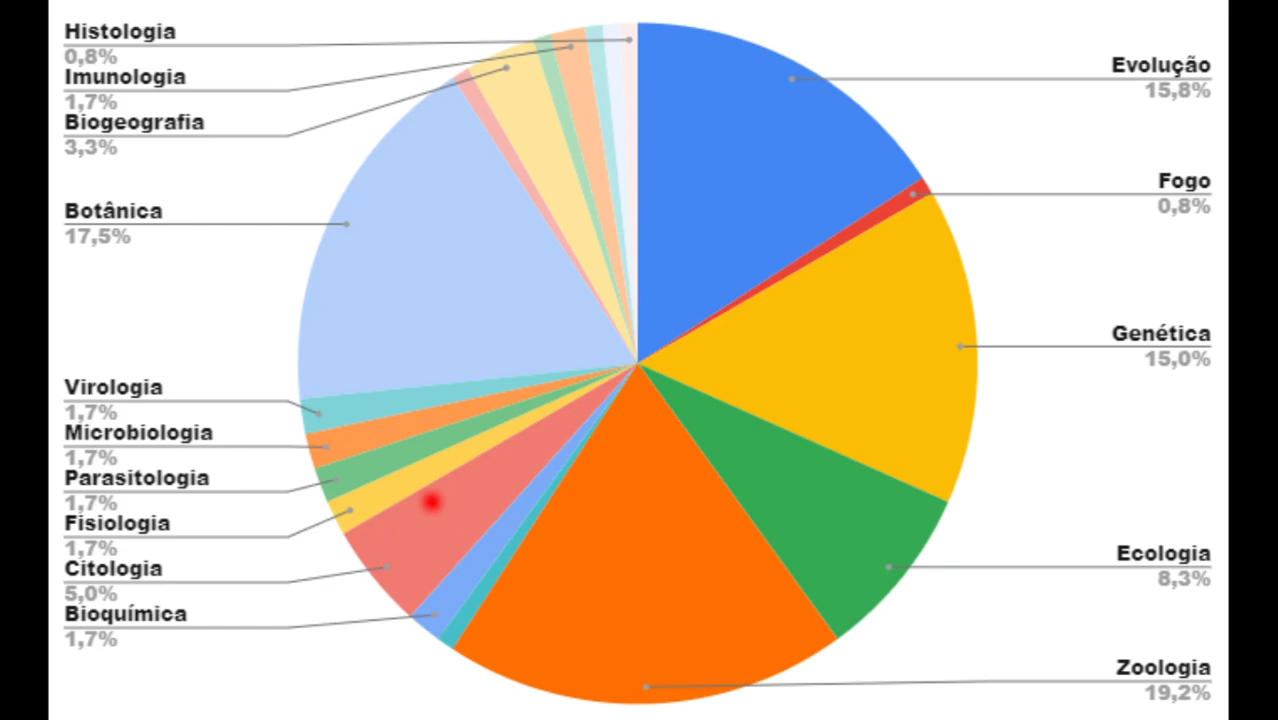 Histologia
0,8%
Imunologia
1,7%
Biogeografia
3,3%
Botânica
17,5%
Virologia
1,7%
Microbiologia
1,7%
Parasitologia
1,7%
Fisiologia
1,7%
Citologia
5,0%
Bioquímica
1,7%
Evolução
15,8%
Fogo
0,8%
Genética
15,0%
Ecologia
8,3%
Zoologia
19,2%